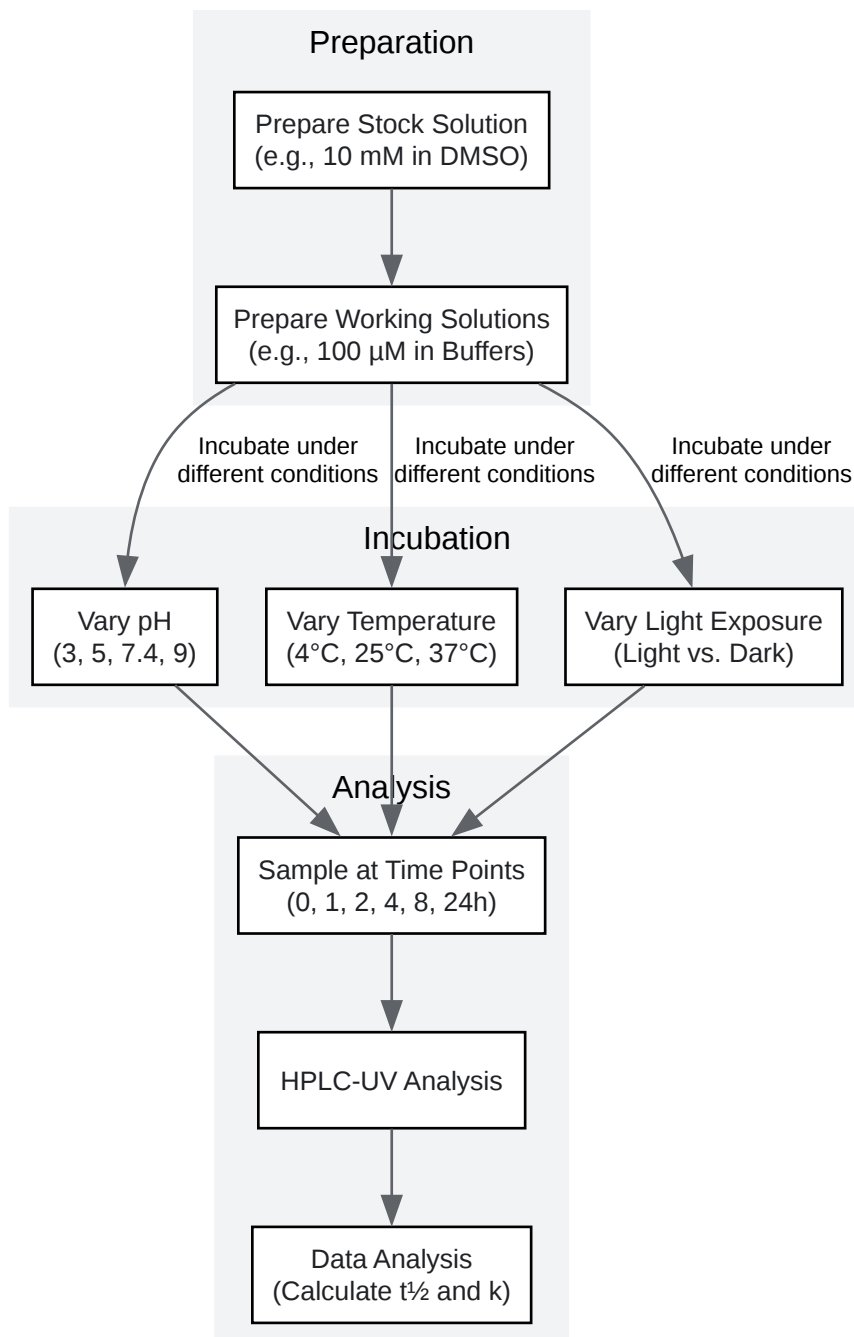 Preparation
Prepare Stock Solution
(e.g., 10 mM in DMSO)
Prepare Working Solutions
(e.g., 100 µM in Buffers)
Incubate under
different conditions
Incubate under
different conditions
Incubate under
different conditions
Incubation
Vary pH
(3, 5, 7.4, 9)
Vary Temperature
(4°C, 25°C, 37°C)
Vary Light Exposure
(Light vs. Dark)
Analysis
Sample at Time Points
(0, 1, 2, 4, 8, 24h)
HPLC-UV Analysis
Data Analysis
(Calculate t½ and k)